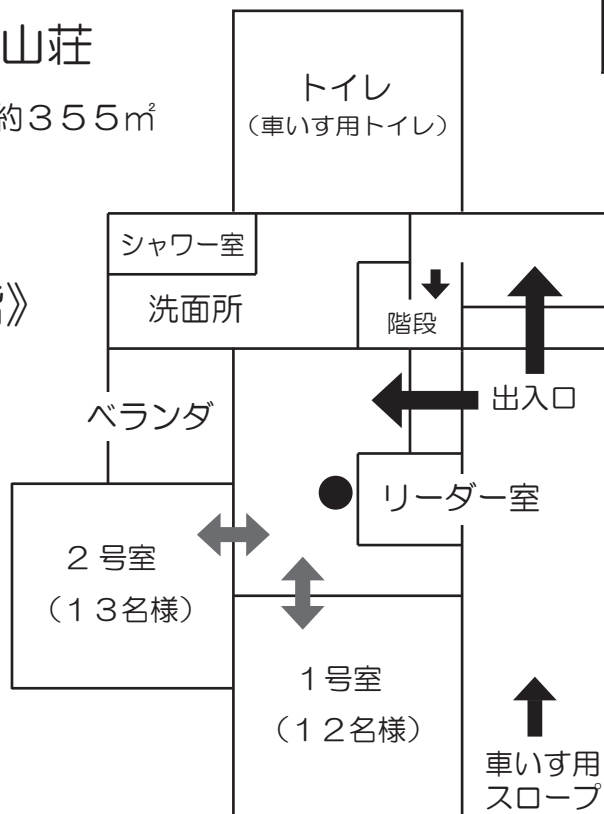 山荘
約３５５㎡
トイレ
（車いす用トイレ）
シャワー室
》
洗面所
階段
ベランダ
出入口
リーダー室
２号室
（１３名様）
１号室
（１２名様）
車いす用
スロープ